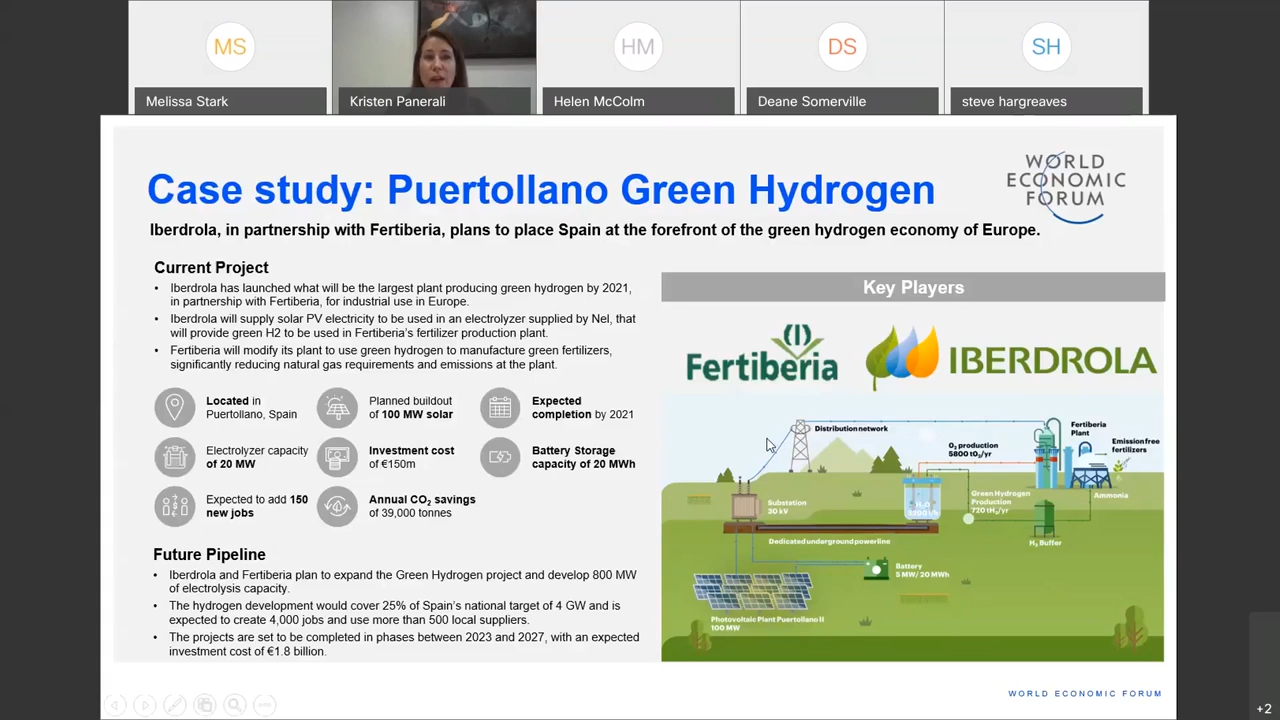 MS
HM
DS
SH
Melissa Stark
Kristen Panerali
Helen McColm
Deane Somerville
steve hargreaves
Case study: Puertollano Green Hydrogen
WORLD
ECONOMIC
FORUM
Iberdrola, in partnership with Fertiberia, plans to place Spain at the forefront of the green hydrogen economy of Europe.
Current Project
• Iberdrola has launched what will be the largest plant producing green hydrogen by 2021,
in partnership with Fertiberia, for industrial use in Europe.
• Iberdrola will supply solar PV electricity to be used in an electrolyzer supplied by Nel, that
will provide green H2 to be used in Fertiberia's fertilizer production plant.
• Fertiberia will modify its plant to use green hydrogen to manufacture green fertilizers,
significantly reducing natural gas requirements and emissions at the plant.
Located in
Puertollano, Spain
Planned buildout
of 100 MW solar
Expected
completion by 2021
Electrolyzer capacity
of 20 MW
Investment cost
of €150m
Battery Storage
capacity of 20 MWh
Expected to add 150
new jobs
Annual CO₂ savings
of 39,000 tonnes
Future Pipeline
• Iberdrola and Fertiberia plan to expand the Green Hydrogen project and develop 800 MW
of electrolysis capacity.
• The hydrogen development would cover 25% of Spain's national target of 4 GW and is
expected to create 4,000 jobs and use more than 500 local suppliers.
• The projects are set to be completed in phases between 2023 and 2027, with an expected
investment cost of €1.8 billion.
Key Players
Fertiberia
IBERDROLA
Distribution network
O₂ production
5800 tO₂/yr
Fertiberia
Plant
Emission free
fertilizers
Substation
30 kV
H₂O
Green Hydrogen
Production
720 tH₂/yr
Ammonia
H₂ Buffer
Dedicated underground powerline
Battery
5 MW/ 20 MWh
Photovoltaic Plant Puertollano II
100 MW
WORLD ECONOMIC FORUM
+2